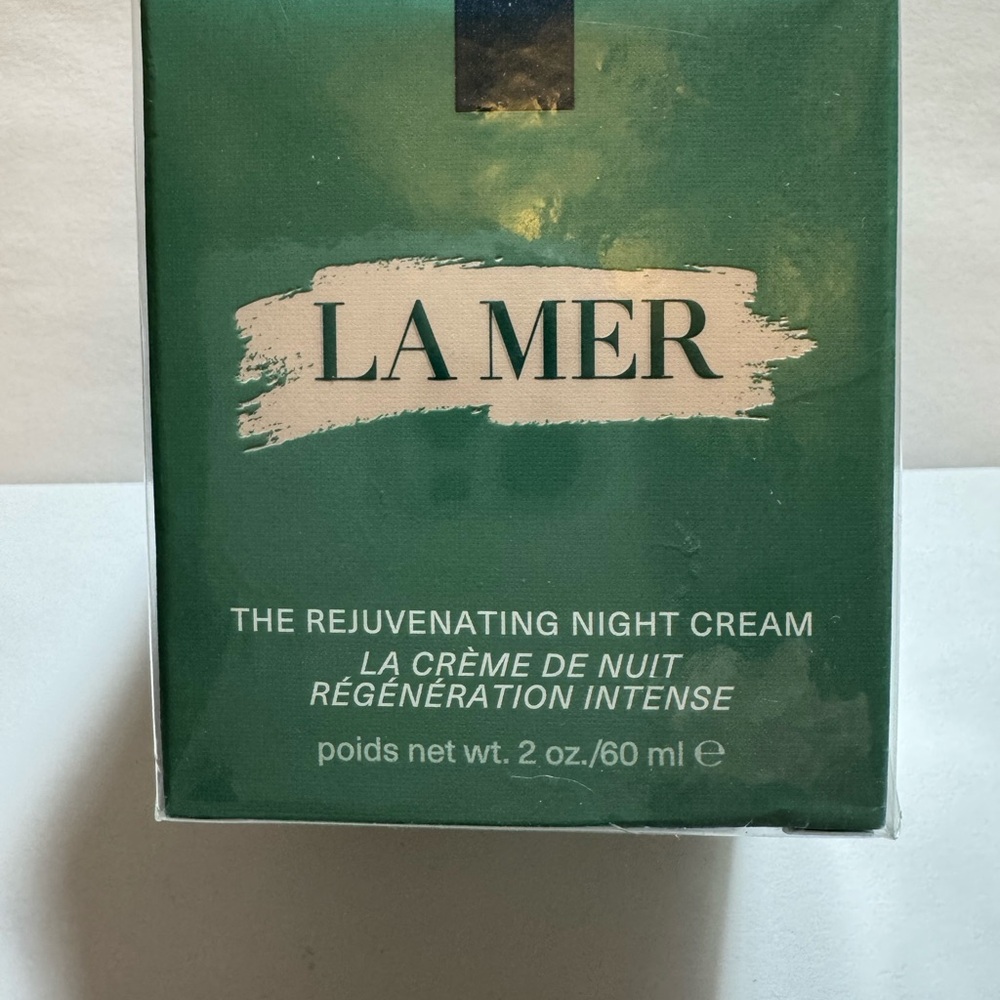 LA MER
THE REJUVENATING NIGHT CREAM
LA CRÈME DE NUIT
RÉGÉNÉRATION INTENSE
poids net wt. 2 oz./60 ml ℮